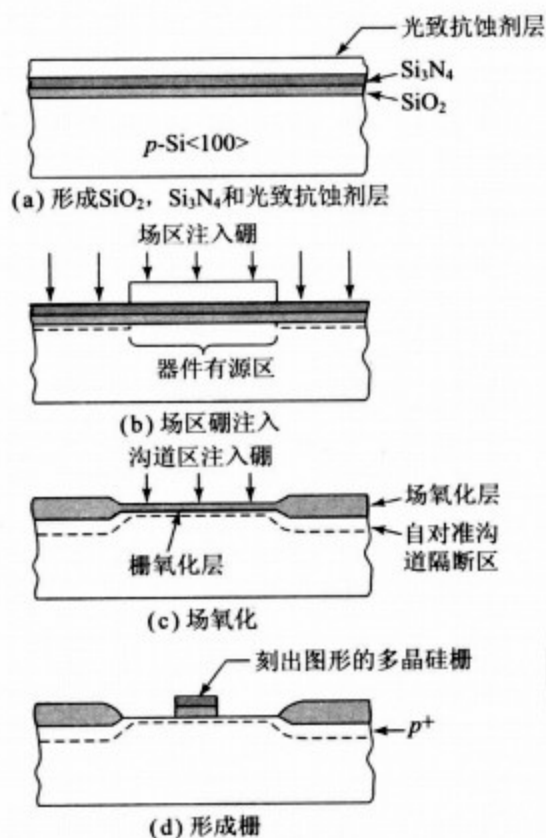 光致抗蚀剂层
Si₃N₄
SiO₂
p-Si<100>
(a) 形成SiO₂，Si₃N₄和光致抗蚀剂层
场区注入硼
器件有源区
(b) 场区硼注入
沟道区注入硼
场氧化层
自对准沟
道隔断区
栅氧化层
(c) 场氧化
刻出图形的多晶硅栅
p⁺
(d) 形成栅